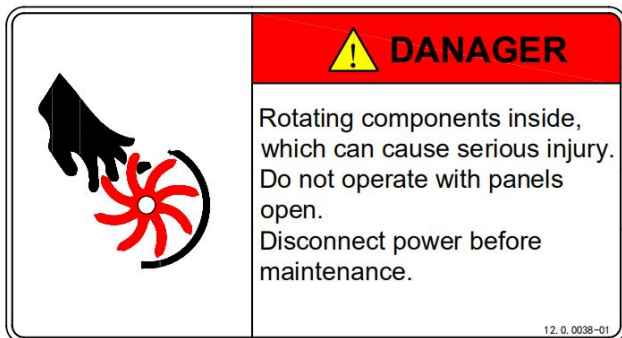 DANAGER
Rotating components inside,
which can cause serious injury.
Do not operate with panels
open.
Disconnect power before
maintenance.
12.0.0038-01